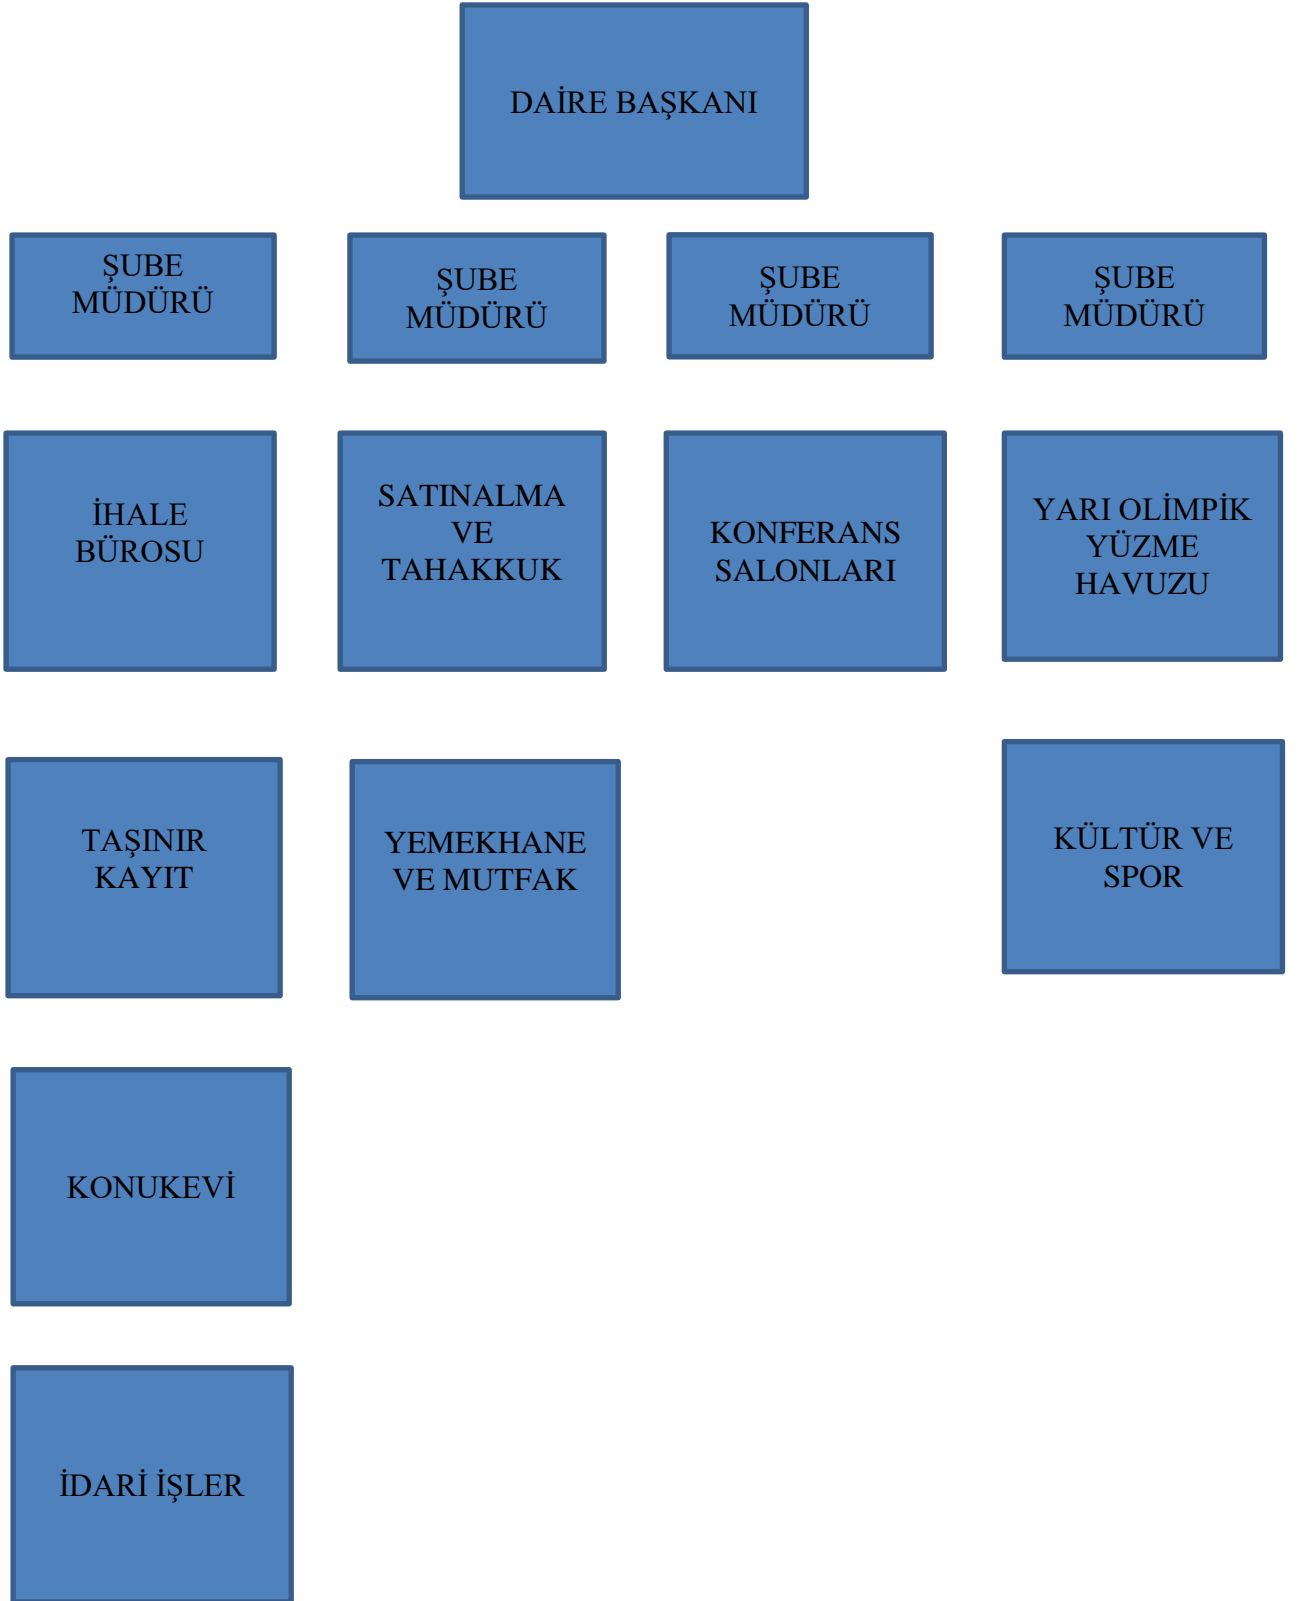 DAİRE BAŞKANI
ŞUBE
MÜDÜRÜ
ŞUBE
MÜDÜRÜ
ŞUBE
MÜDÜRÜ
ŞUBE
MÜDÜRÜ
İHALE
BÜROSU
SATINALMA
VE
TAHAKKUK
KONFERANS
SALONLARI
YARI OLİMPİK
YÜZME
HAVUZU
TAŞINIR
KAYIT
YEMEKHANE
VE MUTFAK
KÜLTÜR VE
SPOR
KONUKEVİ
İDARİ İŞLER